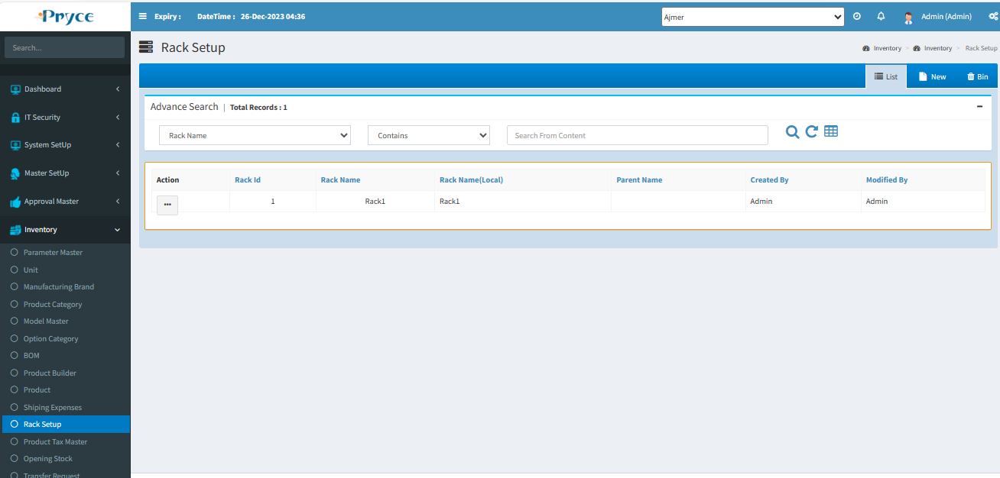 Pryce
Expiry : DateTime : 26-Dec-2023 04:36 Ajmer Admin (Admin)
Search...
Rack Setup
Inventory > Inventory > Rack Setup
List New Bin
Dashboard
IT Security
System SetUp
Master SetUp
Approval Master
Inventory
Parameter Master
Unit
Manufacturing Brand
Product Category
Model Master
Option Category
BOM
Product Builder
Product
Shiping Expenses
Rack Setup
Product Tax Master
Opening Stock
Transfer Request
Advance Search | Total Records : 1
Rack Name Contains Search From Content
Action Rack Id Rack Name Rack Name(Local) Parent Name Created By Modified By
1 Rack1 Rack1 Admin Admin